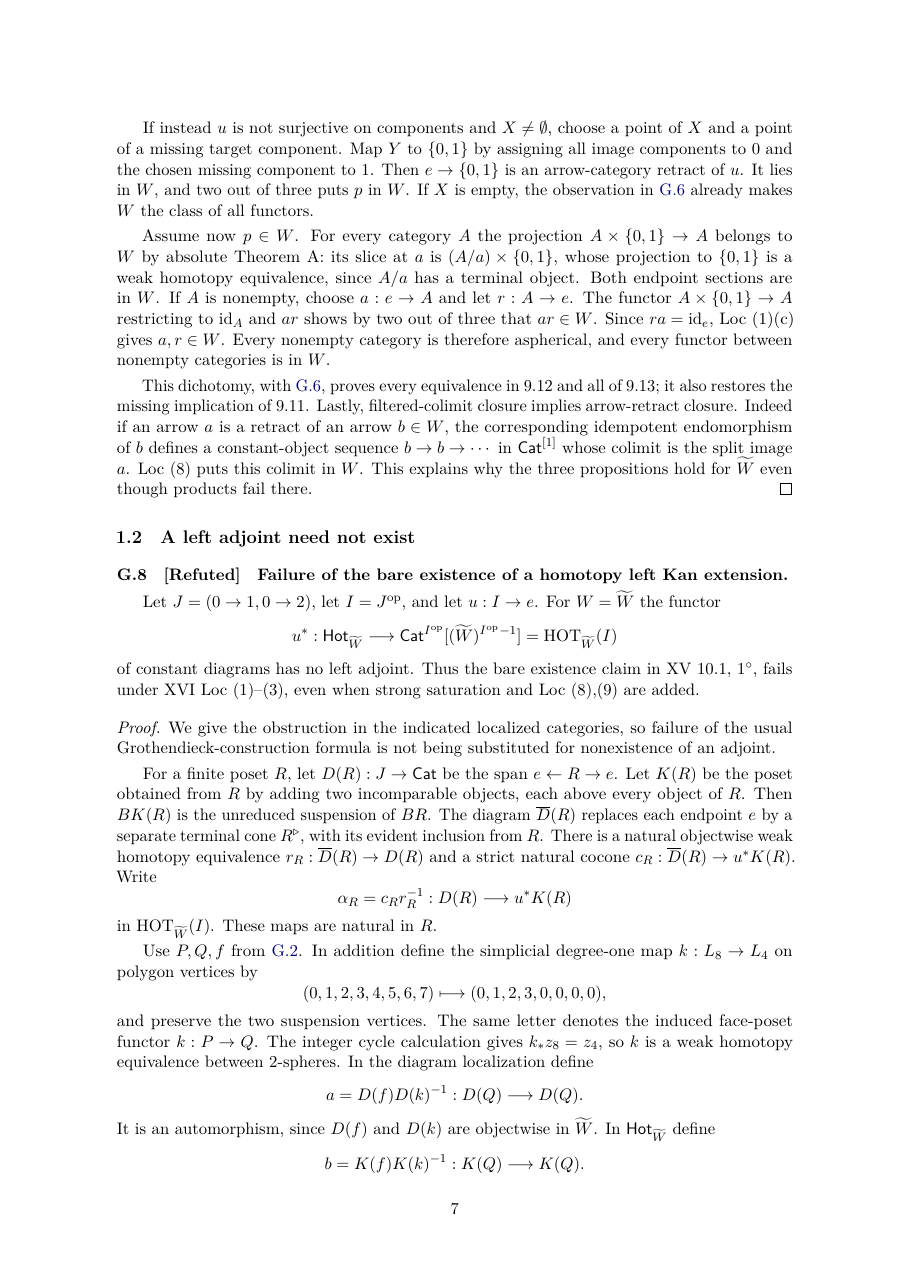 If instead u is not surjective on components and X ≠ ∅, choose a point of X and a point
of a missing target component. Map Y to {0, 1} by assigning all image components to 0 and
the chosen missing component to 1. Then e → {0, 1} is an arrow-category retract of u. It lies
in W, and two out of three puts p in W. If X is empty, the observation in G.6 already makes
W the class of all functors.
Assume now p ∈ W. For every category A the projection A × {0, 1} → A belongs to
W by absolute Theorem A: its slice at a is (A/a) × {0, 1}, whose projection to {0, 1} is a
weak homotopy equivalence, since A/a has a terminal object. Both endpoint sections are
in W. If A is nonempty, choose a : e → A and let r : A → e. The functor A × {0, 1} → A
restricting to id_A and ar shows by two out of three that ar ∈ W. Since ra = id_e, Loc (1)(c)
gives a, r ∈ W. Every nonempty category is therefore aspherical, and every functor between
nonempty categories is in W.
This dichotomy, with G.6, proves every equivalence in 9.12 and all of 9.13; it also restores the
missing implication of 9.11. Lastly, filtered-colimit closure implies arrow-retract closure. Indeed
if an arrow a is a retract of an arrow b ∈ W, the corresponding idempotent endomorphism
of b defines a constant-object sequence b → b → ⋯ in Cat^{[1]} whose colimit is the split image
a. Loc (8) puts this colimit in W. This explains why the three propositions hold for W̃ even
though products fail there. □
1.2 A left adjoint need not exist
G.8 [Refuted] Failure of the bare existence of a homotopy left Kan extension.
Let J = (0 → 1, 0 → 2), let I = J^{op}, and let u : I → e. For W = W̃ the functor
u* : Hot_{W̃} ⟶ Cat^{I^{op}}[(W̃)^{I^{op} −1}] = HOT_{W̃}(I)
of constant diagrams has no left adjoint. Thus the bare existence claim in XV 10.1, 1°, fails
under XVI Loc (1)–(3), even when strong saturation and Loc (8),(9) are added.
Proof. We give the obstruction in the indicated localized categories, so failure of the usual
Grothendieck-construction formula is not being substituted for nonexistence of an adjoint.
For a finite poset R, let D(R) : J → Cat be the span e ← R → e. Let K(R) be the poset
obtained from R by adding two incomparable objects, each above every object of R. Then
BK(R) is the unreduced suspension of BR. The diagram D̅(R) replaces each endpoint e by a
separate terminal cone R^▹, with its evident inclusion from R. There is a natural objectwise weak
homotopy equivalence r_R : D̅(R) → D(R) and a strict natural cocone c_R : D̅(R) → u*K(R).
Write
α_R = c_R r_R^{−1} : D(R) ⟶ u*K(R)
in HOT_{W̃}(I). These maps are natural in R.
Use P, Q, f from G.2. In addition define the simplicial degree-one map k : L_8 → L_4 on
polygon vertices by
(0, 1, 2, 3, 4, 5, 6, 7) ⟼ (0, 1, 2, 3, 0, 0, 0, 0),
and preserve the two suspension vertices. The same letter denotes the induced face-poset
functor k : P → Q. The integer cycle calculation gives k_*z_8 = z_4, so k is a weak homotopy
equivalence between 2-spheres. In the diagram localization define
a = D(f)D(k)^{−1} : D(Q) ⟶ D(Q).
It is an automorphism, since D(f) and D(k) are objectwise in W̃. In Hot_{W̃} define
b = K(f)K(k)^{−1} : K(Q) ⟶ K(Q).
7